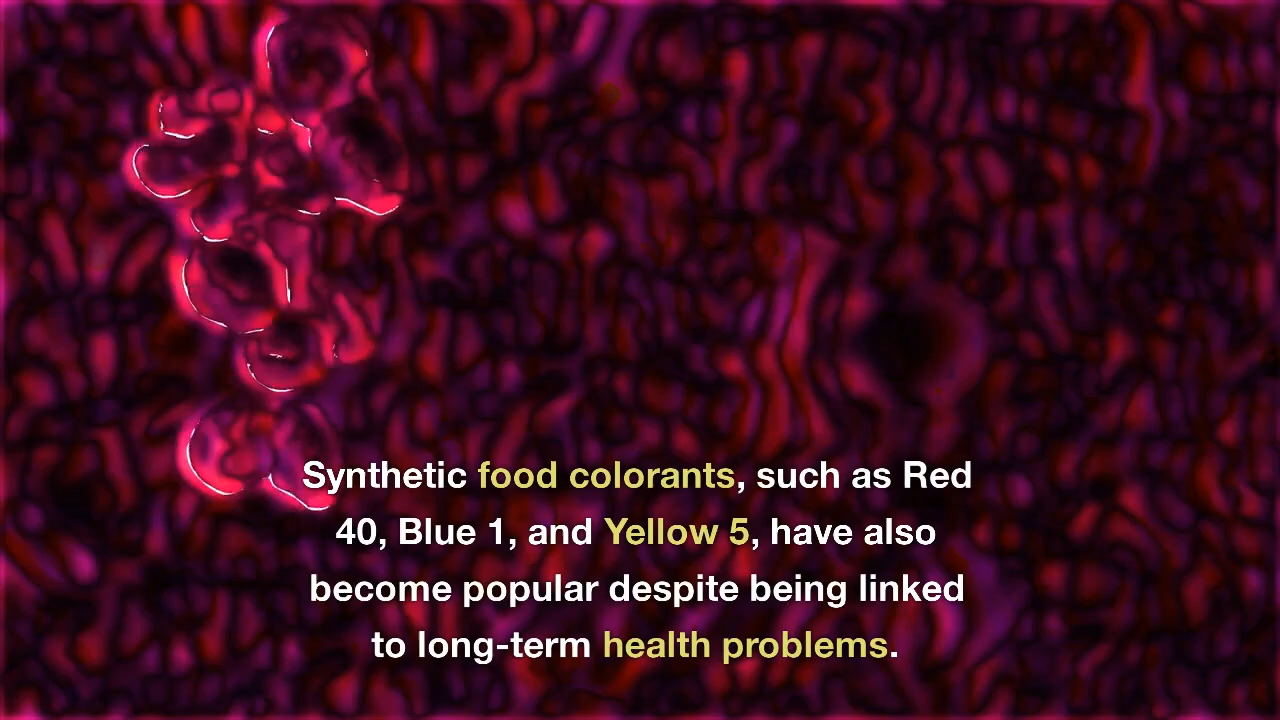 Synthetic food colorants, such as Red
40, Blue 1, and Yellow 5, have also
become popular despite being linked
to long-term health problems.